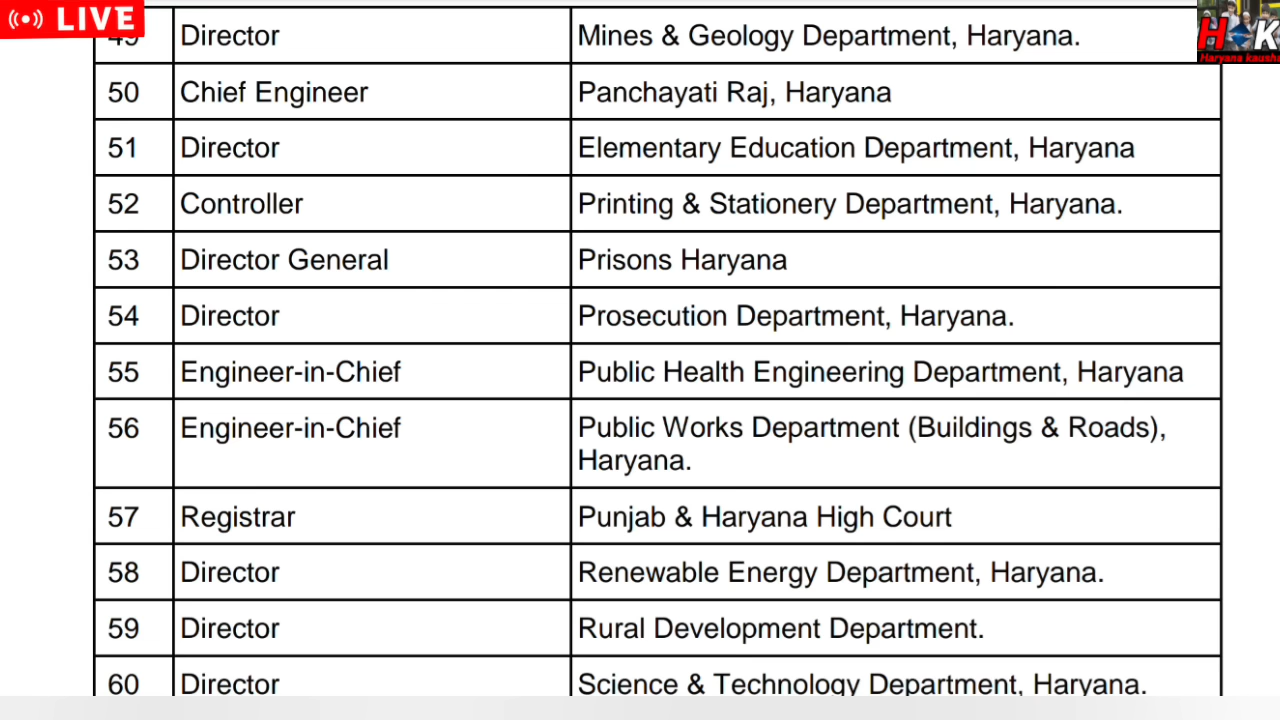 LIVE
49 Director Mines & Geology Department, Haryana.
50 Chief Engineer Panchayati Raj, Haryana
51 Director Elementary Education Department, Haryana
52 Controller Printing & Stationery Department, Haryana.
53 Director General Prisons Haryana
54 Director Prosecution Department, Haryana.
55 Engineer-in-Chief Public Health Engineering Department, Haryana
56 Engineer-in-Chief Public Works Department (Buildings & Roads),
Haryana.
57 Registrar Punjab & Haryana High Court
58 Director Renewable Energy Department, Haryana.
59 Director Rural Development Department.
60 Director Science & Technology Department, Haryana.
H K
Haryana kaush